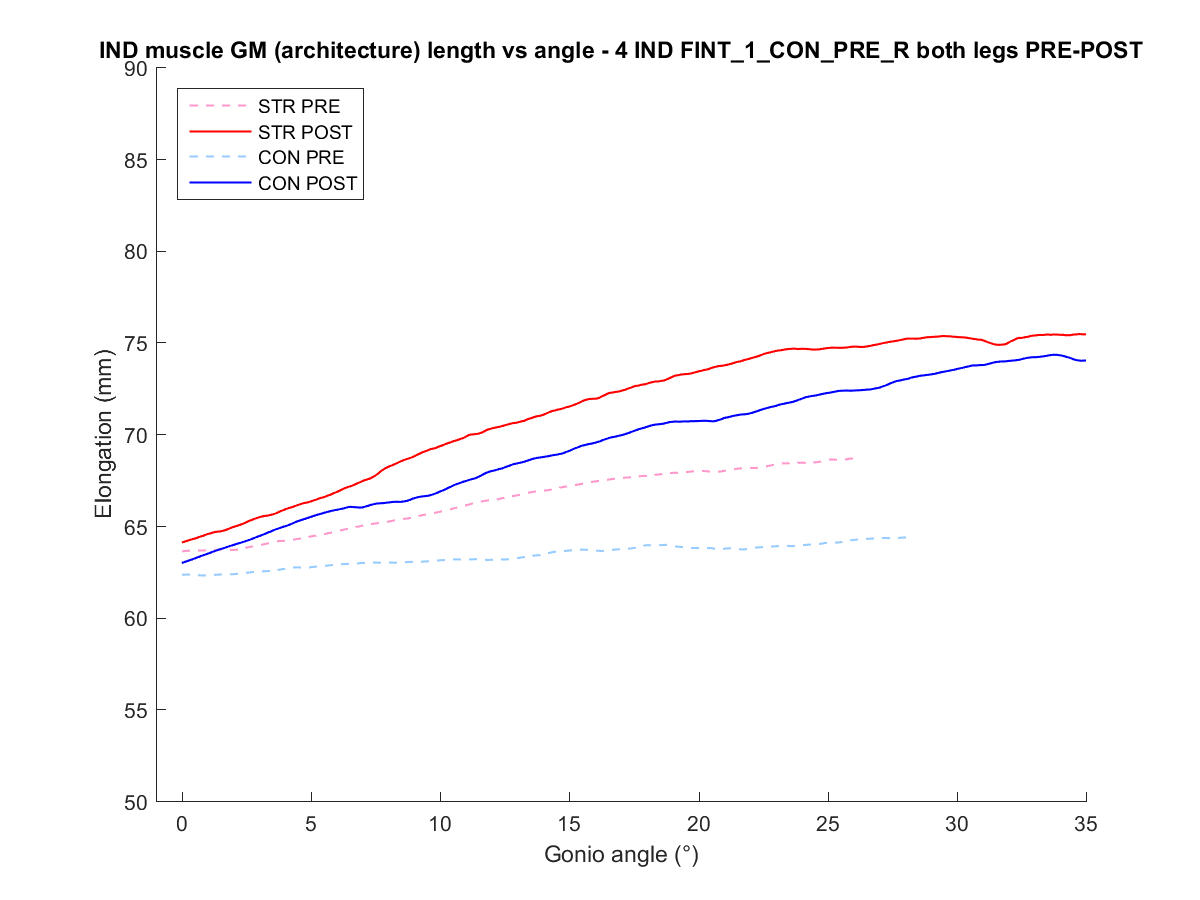 IND muscle GM (architecture) length vs angle - 4 IND FINT_1_CON_PRE_R both legs PRE-POST
90
85
80
75
70
65
60
55
50
Elongation (mm)
STR PRE
STR POST
CON PRE
CON POST
0 5 10 15 20 25 30 35
Gonio angle (°)